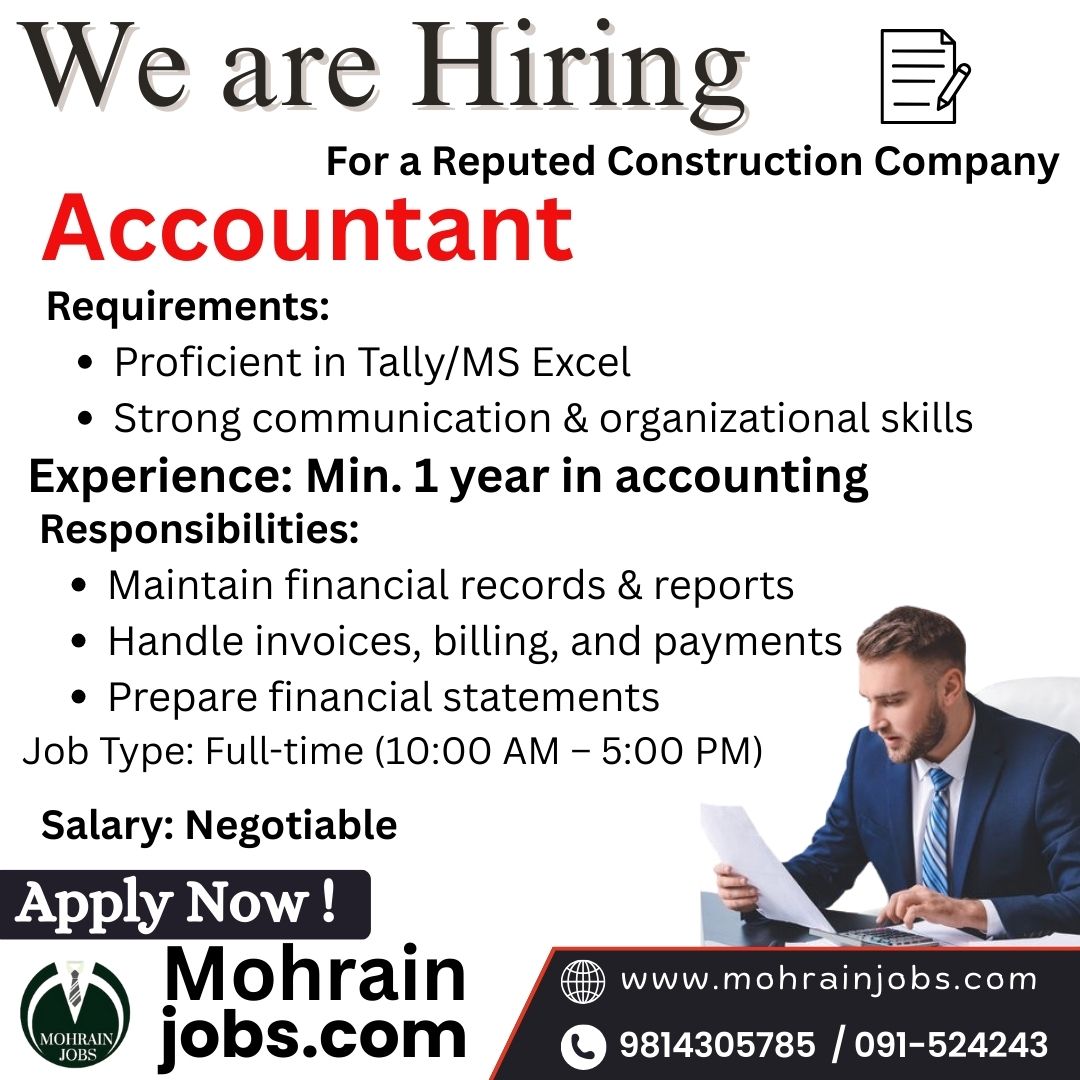 We are Hiring
For a Reputed Construction Company
Accountant
Requirements:
• Proficient in Tally/MS Excel
• Strong communication & organizational skills
Experience: Min. 1 year in accounting
Responsibilities:
• Maintain financial records & reports
• Handle invoices, billing, and payments
• Prepare financial statements
Job Type: Full-time (10:00 AM – 5:00 PM)
Salary: Negotiable
Apply Now !
MOHRAIN
JOBS
Mohrain
jobs.com
www.mohrainjobs.com
9814305785 / 091-524243